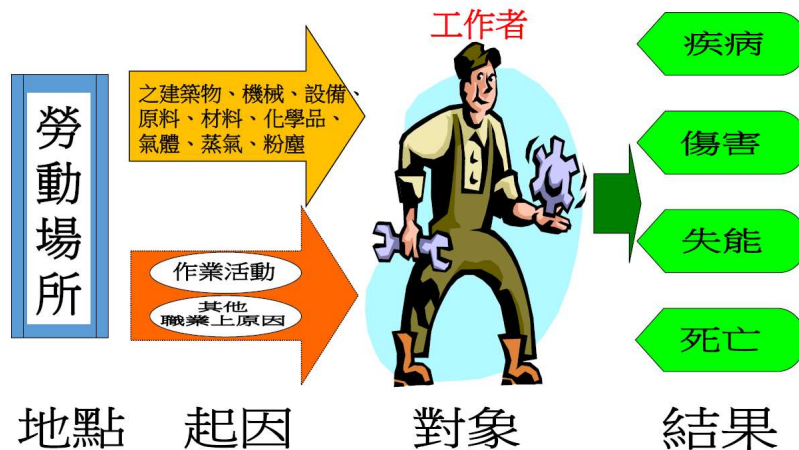 工作者
勞動場所
之建築物、機械、設備、
原料、材料、化學品、
氣體、蒸氣、粉塵
作業活動
其他
職業上原因
疾病
傷害
失能
死亡
地點
起因
對象
結果